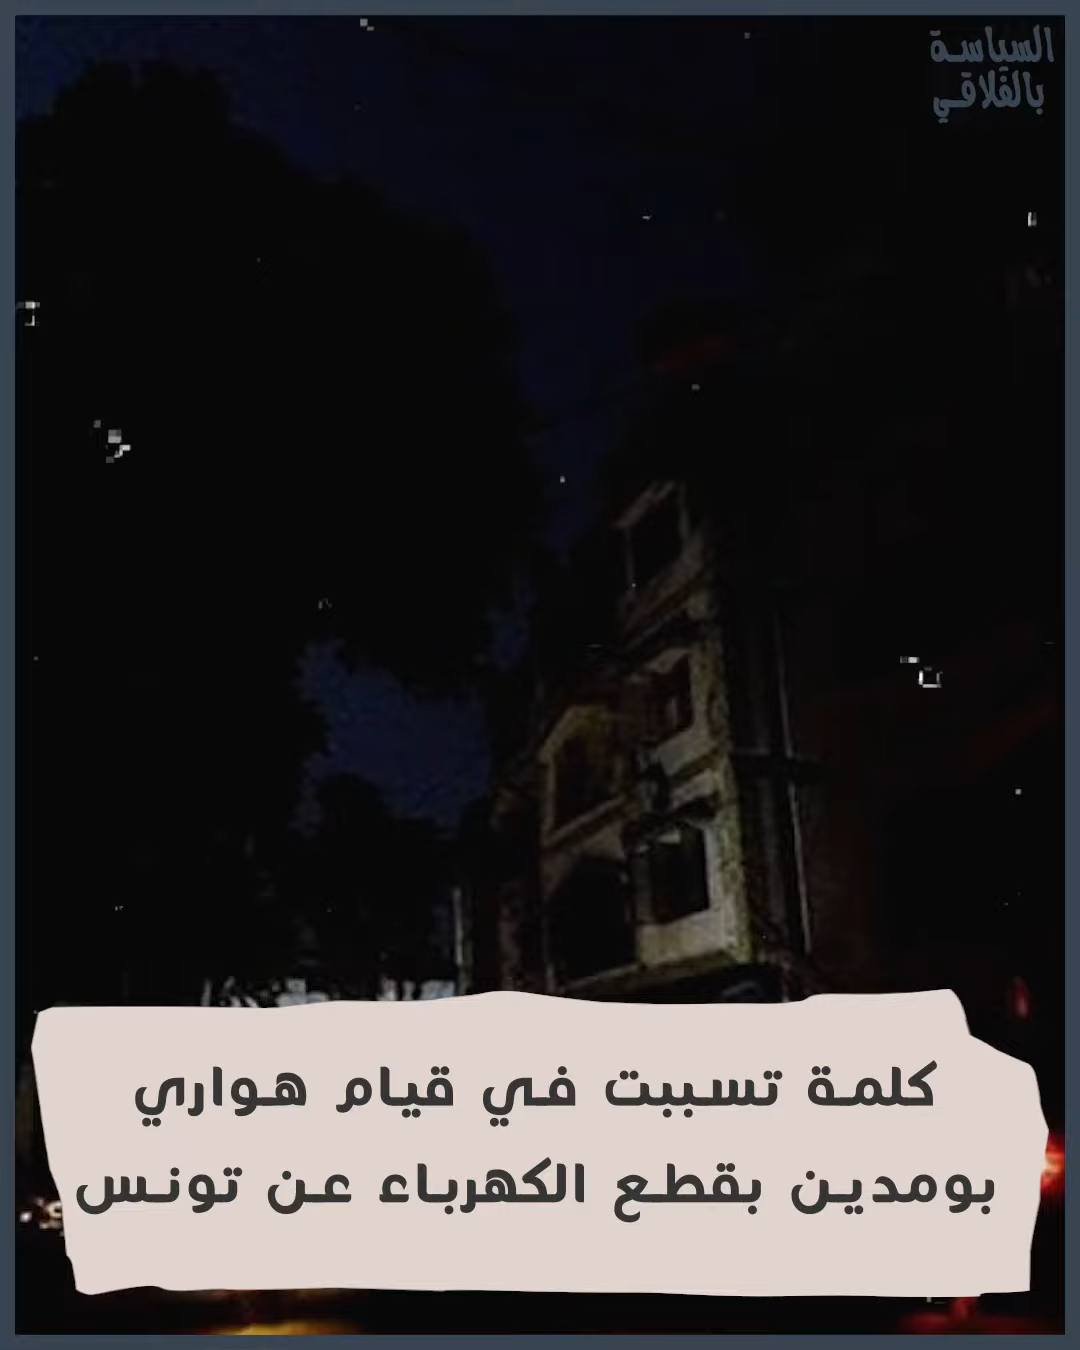 السياسة
بالفلاقي
كلمة تسببت في قيام هواري
بومدين بقطع الكهرباء عن تونس